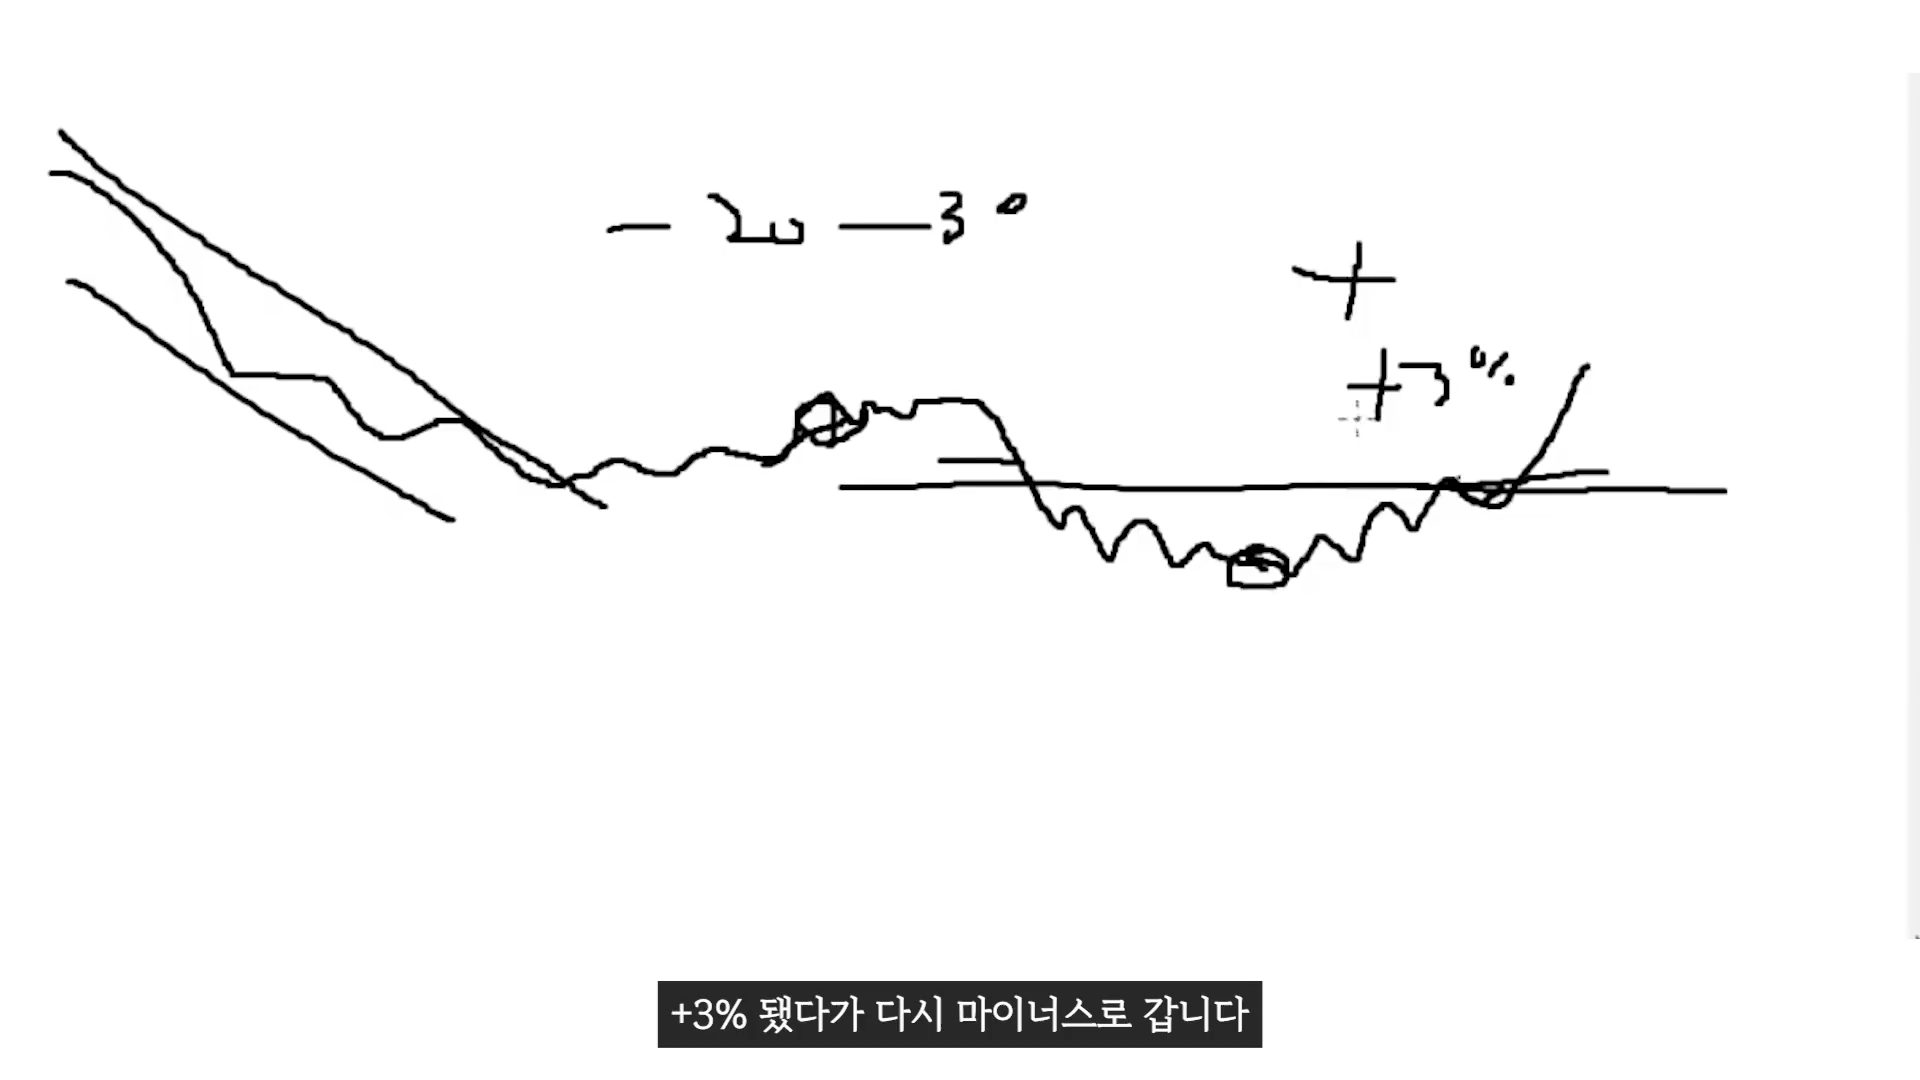 - 20 - 30
+
+3%
+3% 됐다가 다시 마이너스로 갑니다